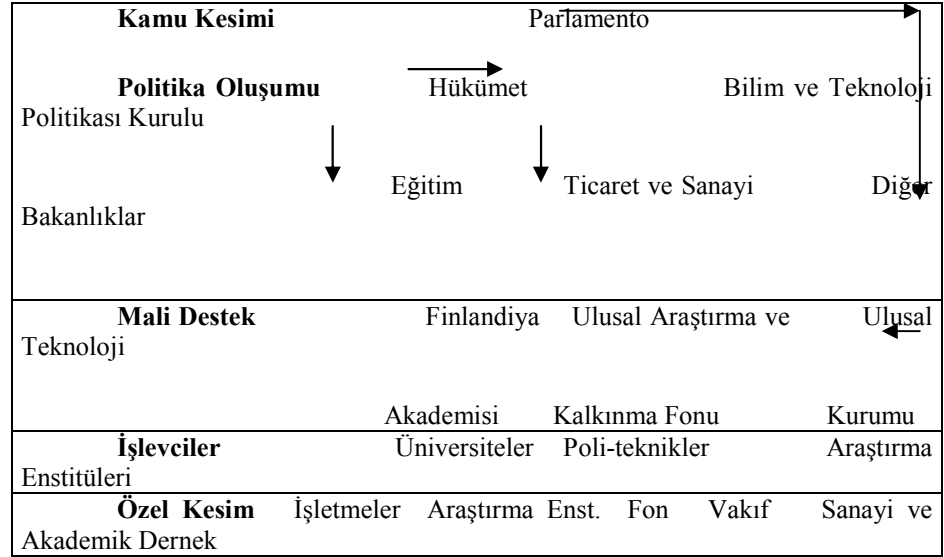 Kamu Kesimi Parlamento
Politika Oluşumu Hükümet Bilim ve Teknoloji
Politikası Kurulu
Eğitim Ticaret ve Sanayi Diğer
Bakanlıklar
Mali Destek Finlandiya Ulusal Araştırma ve Ulusal
Teknoloji
Akademisi Kalkınma Fonu Kurumu
İşlevciler Üniversiteler Poli-teknikler Araştırma
Enstitüleri
Özel Kesim İşletmeler Araştırma Enst. Fon Vakıf Sanayi ve
Akademik Dernek